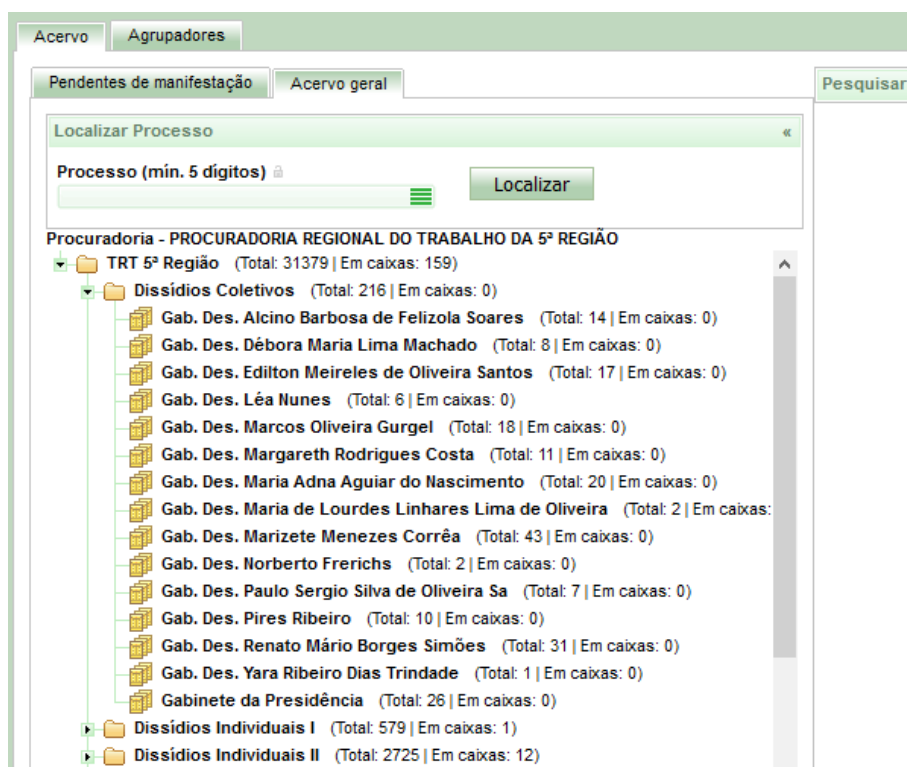 Acervo Agrupadores
Pendentes de manifestação Acervo geral
Pesquisar
Localizar Processo «
Processo (mín. 5 dígitos)
Localizar
Procuradoria - PROCURADORIA REGIONAL DO TRABALHO DA 5ª REGIÃO
TRT 5ª Região (Total: 31379 | Em caixas: 159)
Dissídios Coletivos (Total: 216 | Em caixas: 0)
Gab. Des. Alcino Barbosa de Felizola Soares (Total: 14 | Em caixas: 0)
Gab. Des. Débora Maria Lima Machado (Total: 8 | Em caixas: 0)
Gab. Des. Edilton Meireles de Oliveira Santos (Total: 17 | Em caixas: 0)
Gab. Des. Léa Nunes (Total: 6 | Em caixas: 0)
Gab. Des. Marcos Oliveira Gurgel (Total: 18 | Em caixas: 0)
Gab. Des. Margareth Rodrigues Costa (Total: 11 | Em caixas: 0)
Gab. Des. Maria Adna Aguiar do Nascimento (Total: 20 | Em caixas: 0)
Gab. Des. Maria de Lourdes Linhares Lima de Oliveira (Total: 2 | Em caixas:
Gab. Des. Marizete Menezes Corrêa (Total: 43 | Em caixas: 0)
Gab. Des. Norberto Frerichs (Total: 2 | Em caixas: 0)
Gab. Des. Paulo Sergio Silva de Oliveira Sa (Total: 7 | Em caixas: 0)
Gab. Des. Pires Ribeiro (Total: 10 | Em caixas: 0)
Gab. Des. Renato Mário Borges Simões (Total: 31 | Em caixas: 0)
Gab. Des. Yara Ribeiro Dias Trindade (Total: 1 | Em caixas: 0)
Gabinete da Presidência (Total: 26 | Em caixas: 0)
Dissídios Individuais I (Total: 579 | Em caixas: 1)
Dissídios Individuais II (Total: 2725 | Em caixas: 12)